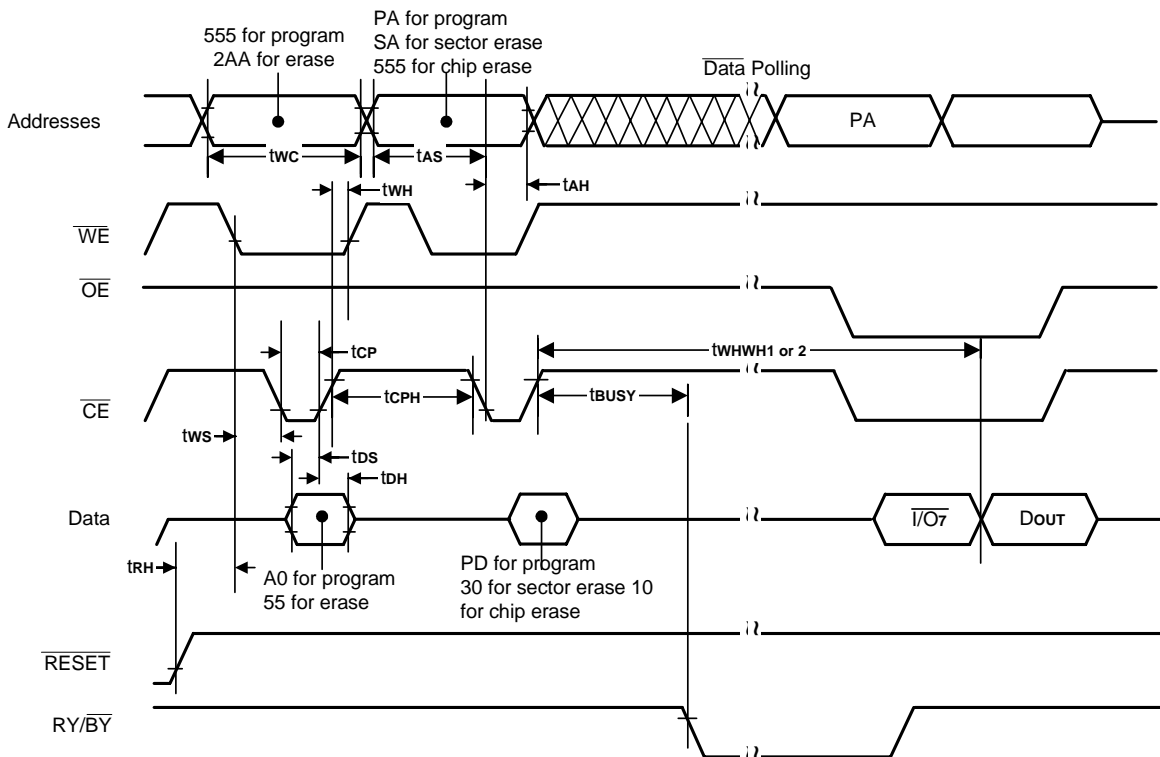 555 for program
2AA for erase
PA for program
SA for sector erase
555 for chip erase
Data Polling
Addresses
PA
tWC
tAS
tWH
tAH
WE
OE
tWHWH1 or 2
tCP
tCPH
tBUSY
CE
tWS
tDS
tDH
Data
I/O7
DOUT
tRH
A0 for program
55 for erase
PD for program
30 for sector erase 10
for chip erase
RESET
RY/BY